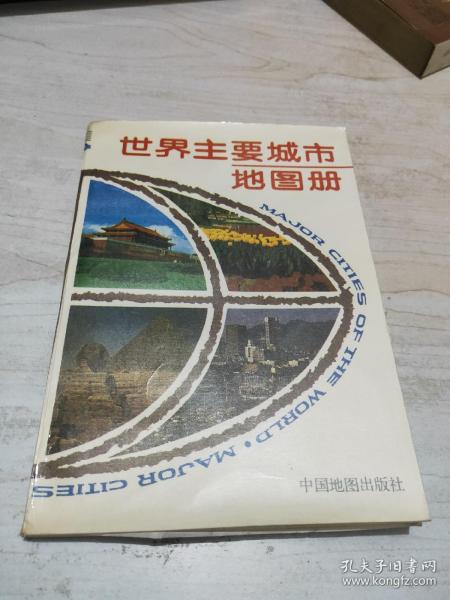 世界主要城市
地图册
MAJOR CITIES OF THE WORLD • MAJOR CITIES
中国地图出版社
孔夫子旧书网
www.kongfz.com